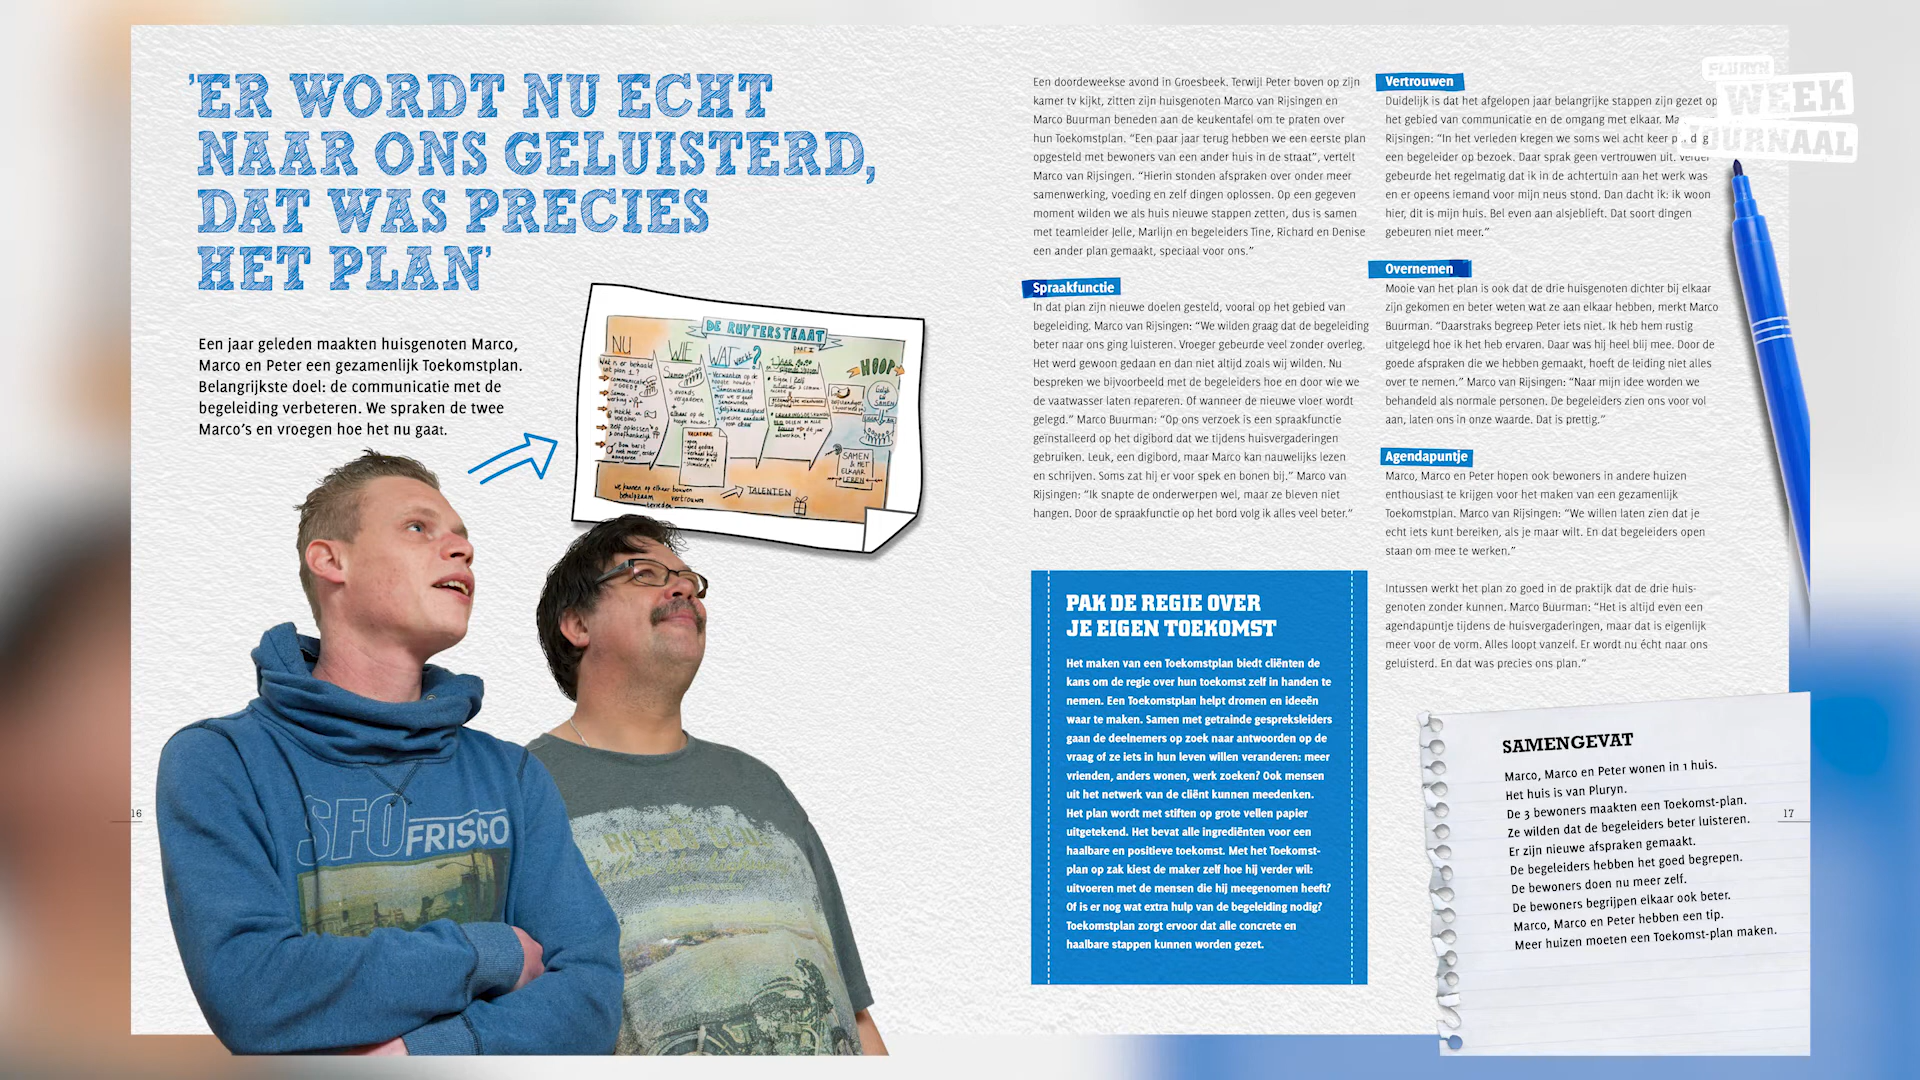 'ER WORDT NU ECHT
NAAR ONS GELUISTERD,
DAT WAS PRECIES
HET PLAN'
Een jaar geleden maakten huisgenoten Marco,
Marco en Peter een gezamenlijk Toekomstplan.
Belangrijkste doel: de communicatie met de
begeleiding verbeteren. We spraken de twee
Marco's en vroegen hoe het nu gaat.
DE RUYTERSTRAAT
NU
WIE
WAT
HOOP
SAMEN
& MET
ELKAAR
LEVEN
TALENTEN
we kunnen op elkaar bouwen
behulpzaam vertrouwen
tevreden
SFO FRISCO
16
Een doordeweekse avond in Groesbeek. Terwijl Peter boven op zijn
kamer tv kijkt, zitten zijn huisgenoten Marco van Rijsingen en
Marco Buurman beneden aan de keukentafel om te praten over
hun Toekomstplan. “Een paar jaar terug hebben we een eerste plan
opgesteld met bewoners van een ander huis in de straat”, vertelt
Marco van Rijsingen. “Hierin stonden afspraken over onder meer
samenwerking, voeding en zelf dingen oplossen. Op een gegeven
moment wilden we als huis nieuwe stappen zetten, dus is samen
met teamleider Jelle, Marlijn en begeleiders Tine, Richard en Denise
een ander plan gemaakt, speciaal voor ons.”
Spraakfunctie
In dat plan zijn nieuwe doelen gesteld, vooral op het gebied van
begeleiding. Marco van Rijsingen: “We wilden graag dat de begeleiding
beter naar ons ging luisteren. Vroeger gebeurde veel zonder overleg.
Het werd gewoon gedaan en dan niet altijd zoals wij wilden. Nu
bespreken we bijvoorbeeld met de begeleiders hoe en door wie we
de vaatwasser laten repareren. Of wanneer de nieuwe vloer wordt
gelegd.” Marco Buurman: “Op ons verzoek is een spraakfunctie
geïnstalleerd op het digibord dat we tijdens huisvergaderingen
gebruiken. Leuk, een digibord, maar Marco kan nauwelijks lezen
en schrijven. Soms zat hij er voor spek en bonen bij.” Marco van
Rijsingen: “Ik snapte de onderwerpen wel, maar ze bleven niet
hangen. Door de spraakfunctie op het bord volg ik alles veel beter.”
PAK DE REGIE OVER
JE EIGEN TOEKOMST
Het maken van een Toekomstplan biedt cliënten de
kans om de regie over hun toekomst zelf in handen te
nemen. Een Toekomstplan helpt dromen en ideeën
waar te maken. Samen met getrainde gespreksleiders
gaan de deelnemers op zoek naar antwoorden op de
vraag of ze iets in hun leven willen veranderen: meer
vrienden, anders wonen, werk zoeken? Ook mensen
uit het netwerk van de cliënt kunnen meedenken.
Het plan wordt met stiften op grote vellen papier
uitgetekend. Het bevat alle ingrediënten voor een
haalbare en positieve toekomst. Met het Toekomst-
plan op zak kiest de maker zelf hoe hij verder wil:
uitvoeren met de mensen die hij meegenomen heeft?
Of is er nog wat extra hulp van de begeleiding nodig?
Toekomstplan zorgt ervoor dat alle concrete en
haalbare stappen kunnen worden gezet.
Vertrouwen
Duidelijk is dat het afgelopen jaar belangrijke stappen zijn gezet op
het gebied van communicatie en de omgang met elkaar.
Rijsingen: “In het verleden kregen we soms wel acht keer
een begeleider op bezoek. Daar sprak geen vertrouwen uit. Verder
gebeurde het regelmatig dat ik in de achtertuin aan het werk was
en er opeens iemand voor mijn neus stond. Dan dacht ik: ik woon
hier, dit is mijn huis. Bel even aan alsjeblieft. Dat soort dingen
gebeuren niet meer.”
Overnemen
Mooie van het plan is ook dat de drie huisgenoten dichter bij elkaar
zijn gekomen en beter weten wat ze aan elkaar hebben, merkt Marco
Buurman. “Daarstraks begreep Peter iets niet. Ik heb hem rustig
uitgelegd hoe ik het heb ervaren. Daar was hij heel blij mee. Door de
goede afspraken die we hebben gemaakt, hoeft de leiding niet alles
over te nemen.” Marco van Rijsingen: “Naar mijn idee worden we
behandeld als normale personen. De begeleiders zien ons voor vol
aan, laten ons in onze waarde. Dat is prettig.”
Agendapuntje
Marco, Marco en Peter hopen ook bewoners in andere huizen
enthousiast te krijgen voor het maken van een gezamenlijk
Toekomstplan. Marco van Rijsingen: “We willen laten zien dat je
echt iets kunt bereiken, als je maar wilt. En dat begeleiders open
staan om mee te werken.”
Intussen werkt het plan zo goed in de praktijk dat de drie huis-
genoten zonder kunnen. Marco Buurman: “Het is altijd even een
agendapuntje tijdens de huisvergaderingen, maar dat is eigenlijk
meer voor de vorm. Alles loopt vanzelf. Er wordt nu écht naar ons
geluisterd. En dat was precies ons plan.”
SAMENGEVAT
Marco, Marco en Peter wonen in 1 huis.
Het huis is van Pluryn.
De 3 bewoners maakten een Toekomst-plan.
Ze wilden dat de begeleiders beter luisteren.
Er zijn nieuwe afspraken gemaakt.
De begeleiders hebben het goed begrepen.
De bewoners doen nu meer zelf.
De bewoners begrijpen elkaar ook beter.
Marco, Marco en Peter hebben een tip.
Meer huizen moeten een Toekomst-plan maken.
17
PLURYN
WEEK
JOURNAAL